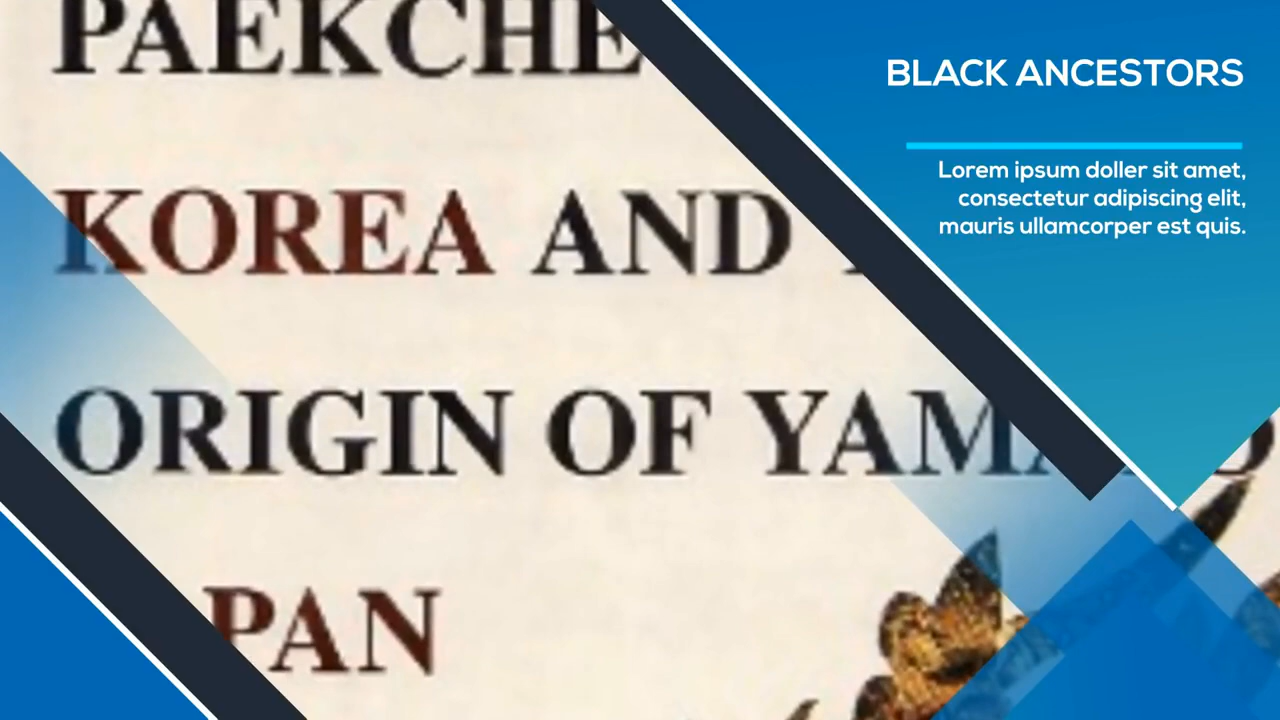 PAEKCHE
KOREA AND
ORIGIN OF
PAN
BLACK ANCESTORS
Lorem ipsum doller sit amet,
consectetur adipiscing elit,
mauris ullamcorper est quis.